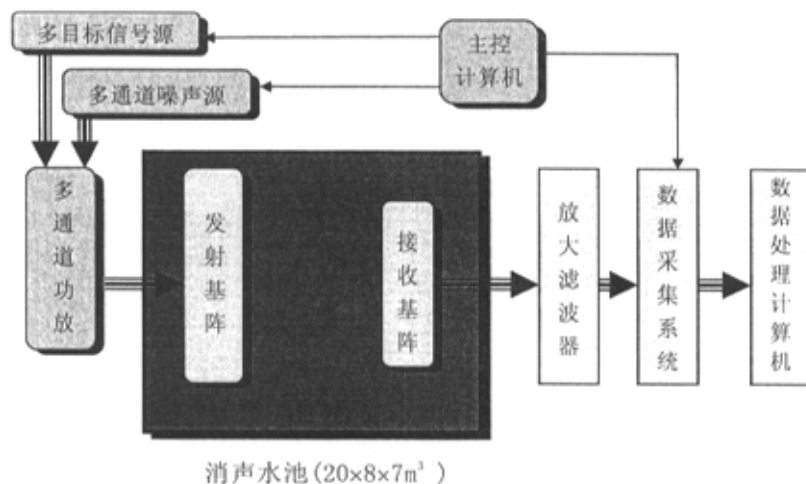 多目标信号源
主控
计算机
多通道噪声源
多通道功放
发射基阵
接收基阵
放大滤波器
数据采集系统
数据处理计算机
消声水池(20×8×7m³ )